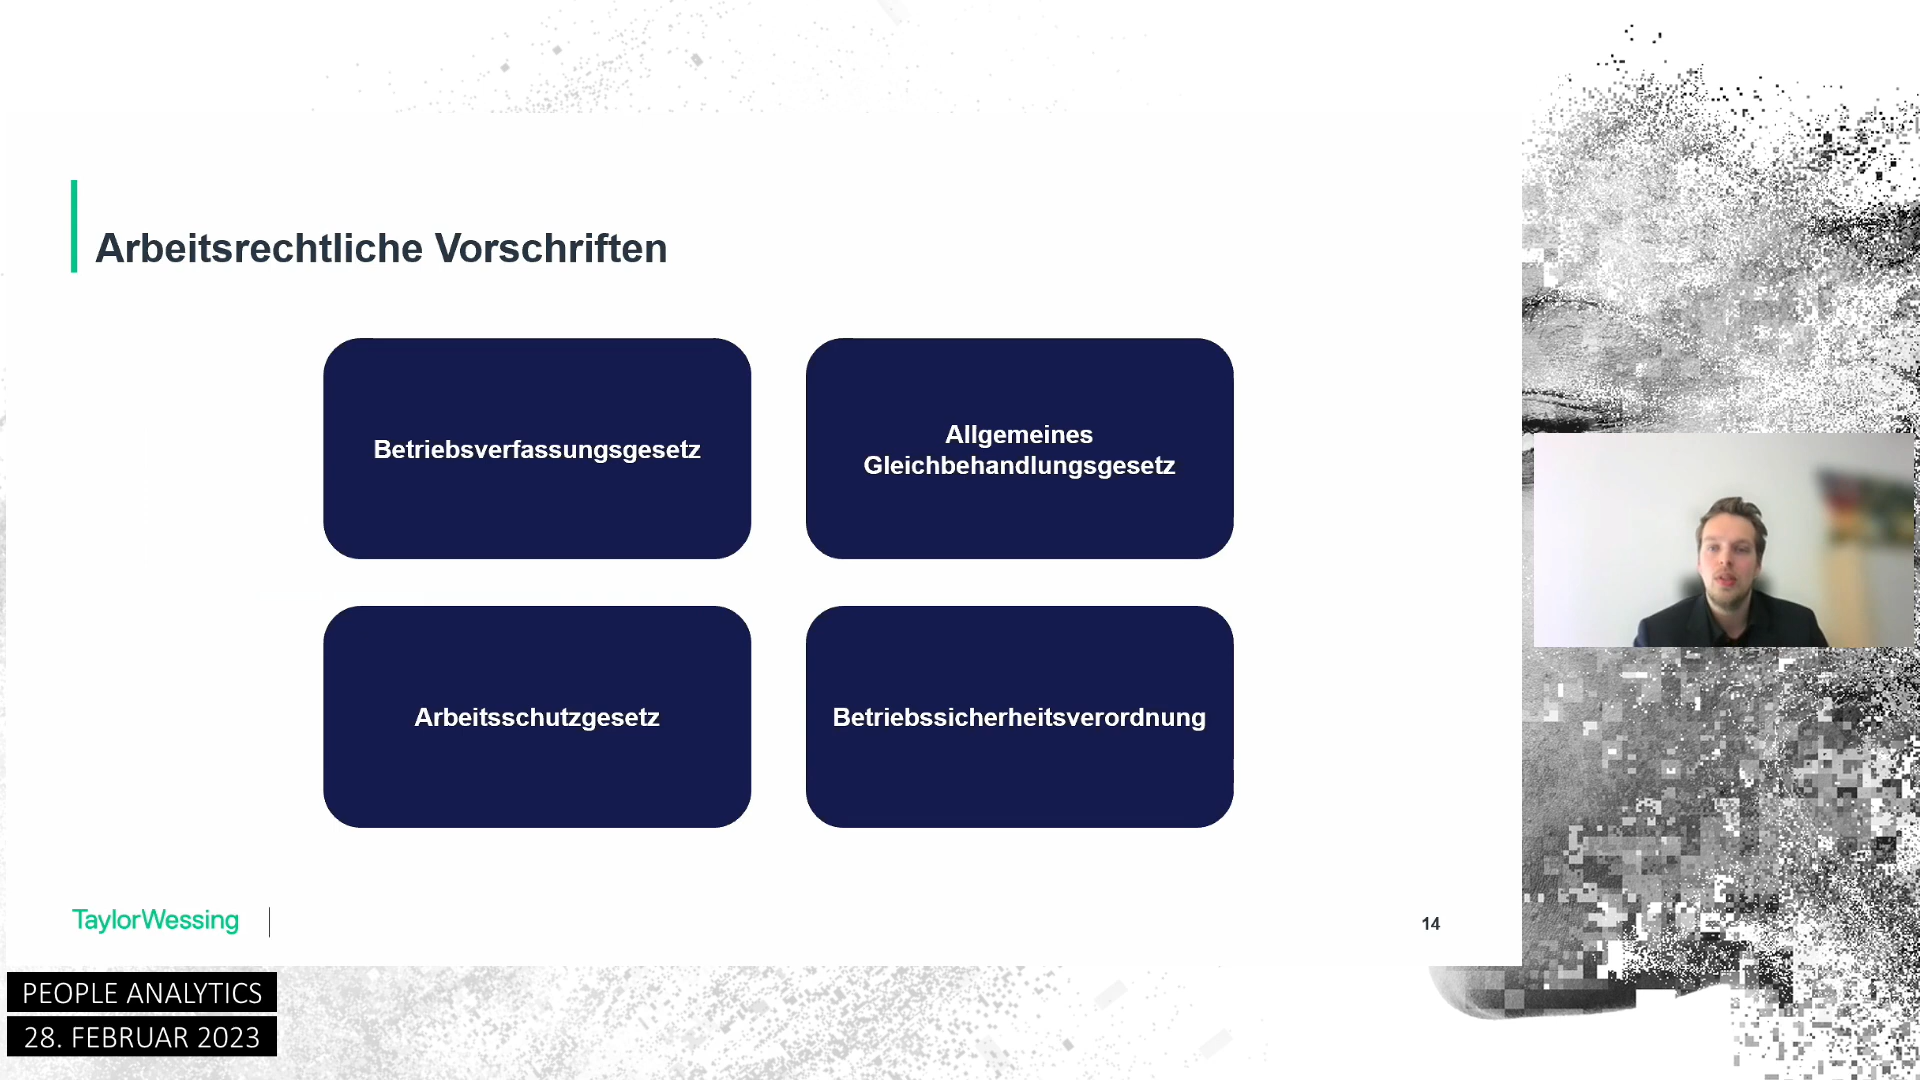 Arbeitsrechtliche Vorschriften
Betriebsverfassungsgesetz
Allgemeines
Gleichbehandlungsgesetz
Arbeitsschutzgesetz
Betriebssicherheitsverordnung
TaylorWessing
14
PEOPLE ANALYTICS
28. FEBRUAR 2023